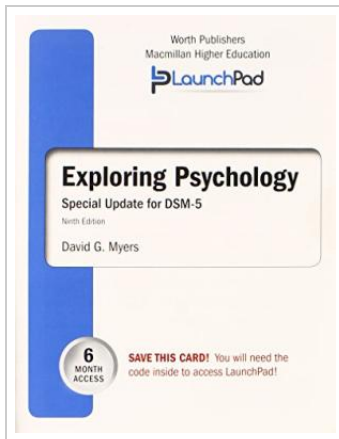 Worth Publishers
Macmillan Higher Education
LaunchPad
Exploring Psychology
Special Update for DSM-5
Ninth Edition
David G. Myers
6
MONTH
ACCESS
SAVE THIS CARD! You will need the
code inside to access LaunchPad!